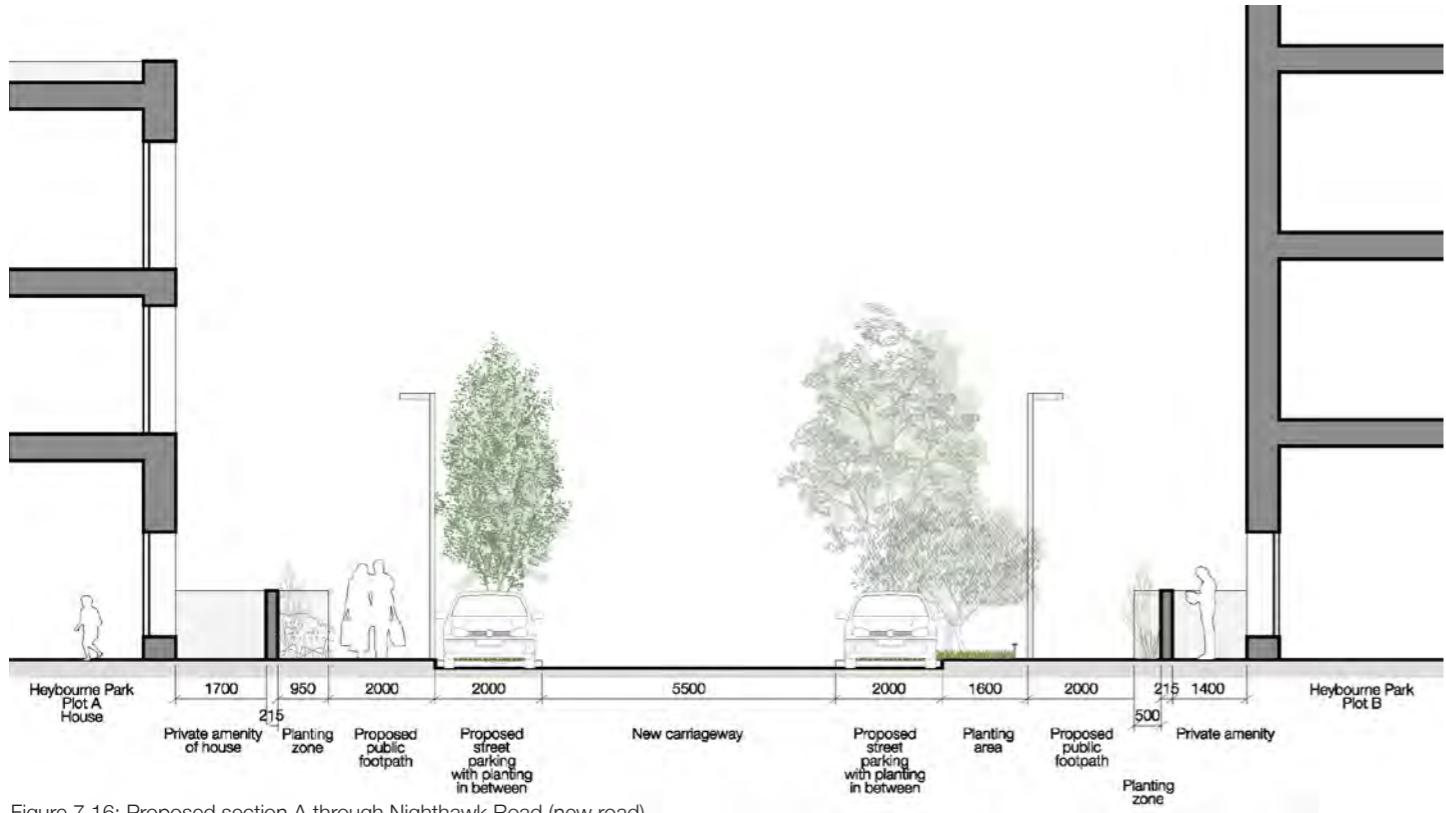 Heybourne Park
Plot A
House
1700
215
950
2000
2000
5500
2000
1600
2000
500
215
1400
Heybourne Park
Plot B
Private amenity
of house
Planting
zone
Proposed
public
footpath
Proposed
street
parking
with planting
in between
New carriageway
Proposed
street
parking
with planting
in between
Planting
area
Proposed
public
footpath
Planting
zone
Private amenity
Figure 7.16: Proposed section A through Nighthawk Road (new road)